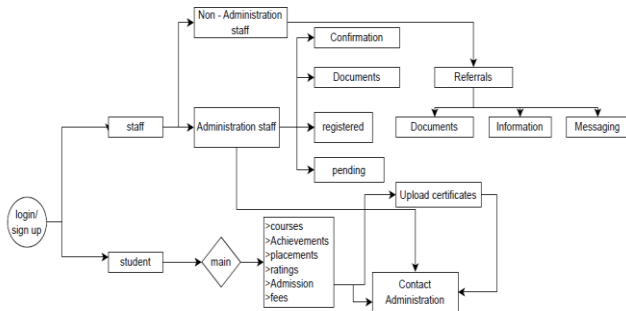 Non - Administration
staff
Confirmation
Documents
Referrals
staff
Administration staff
registered
Documents
Information
Messaging
pending
Upload certificates
login/
sign up
>courses
>Achievements
>placements
>ratings
>Admission
>fees
student
main
Contact
Administration